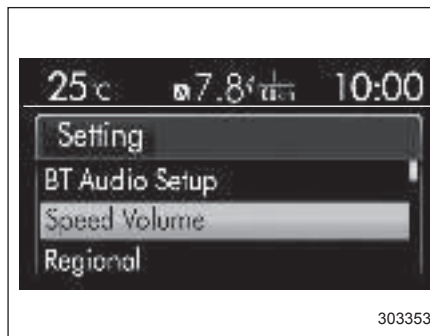 25°C 7.8 10:00
Setting
BT Audio Setup
Speed Volume
Regional
303353